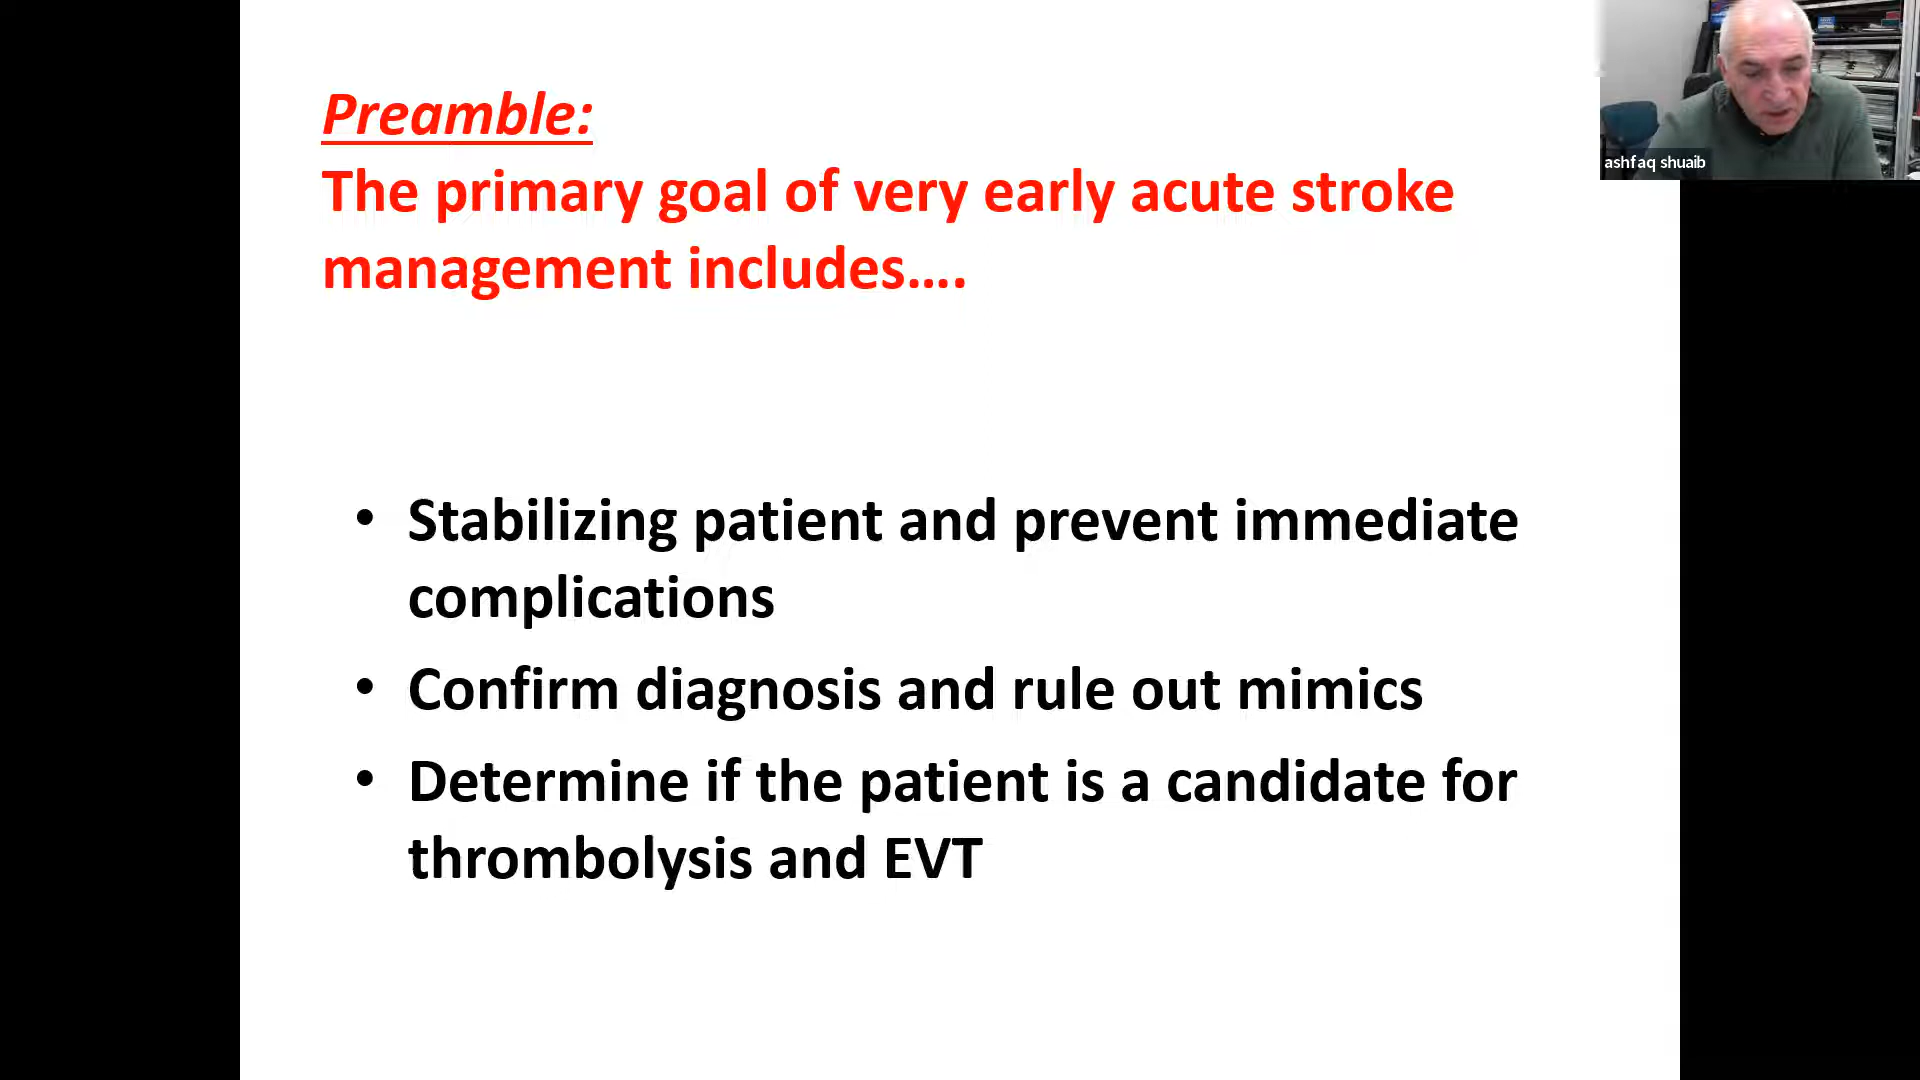 Preamble:
The primary goal of very early acute stroke
management includes....
• Stabilizing patient and prevent immediate
complications
• Confirm diagnosis and rule out mimics
• Determine if the patient is a candidate for
thrombolysis and EVT
ashfaq shuaib